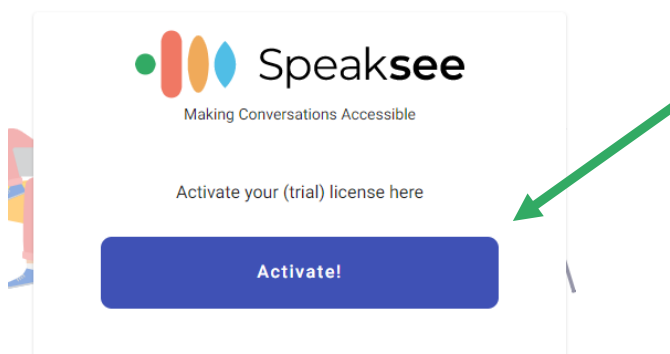 Speaksee
Making Conversations Accessible
Activate your (trial) license here
Activate!